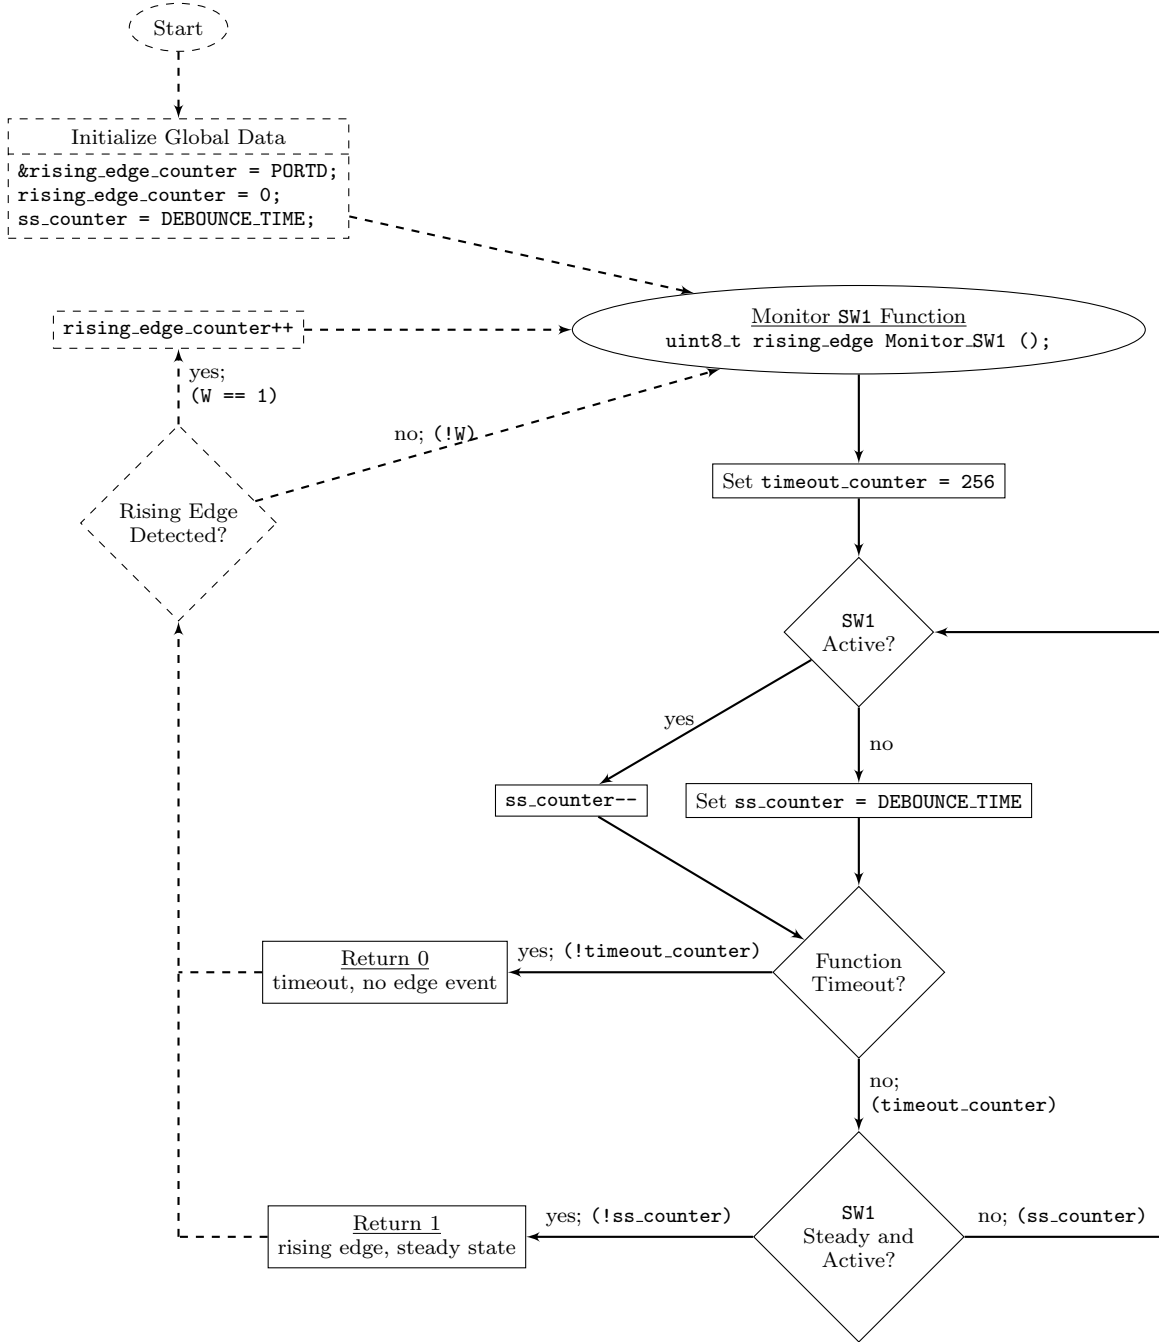 Start
Initialize Global Data
&rising_edge_counter = PORTD;
rising_edge_counter = 0;
ss_counter = DEBOUNCE_TIME;
rising_edge_counter++
Monitor SW1 Function
uint8_t rising_edge Monitor_SW1 ();
yes;
(W == 1)
no; (!W)
Set timeout_counter = 256
Rising Edge
Detected?
SW1
Active?
yes
no
ss_counter--
Set ss_counter = DEBOUNCE_TIME
Return 0
timeout, no edge event
yes; (!timeout_counter)
Function
Timeout?
no;
(timeout_counter)
Return 1
rising edge, steady state
yes; (!ss_counter)
SW1
Steady and
Active?
no; (ss_counter)